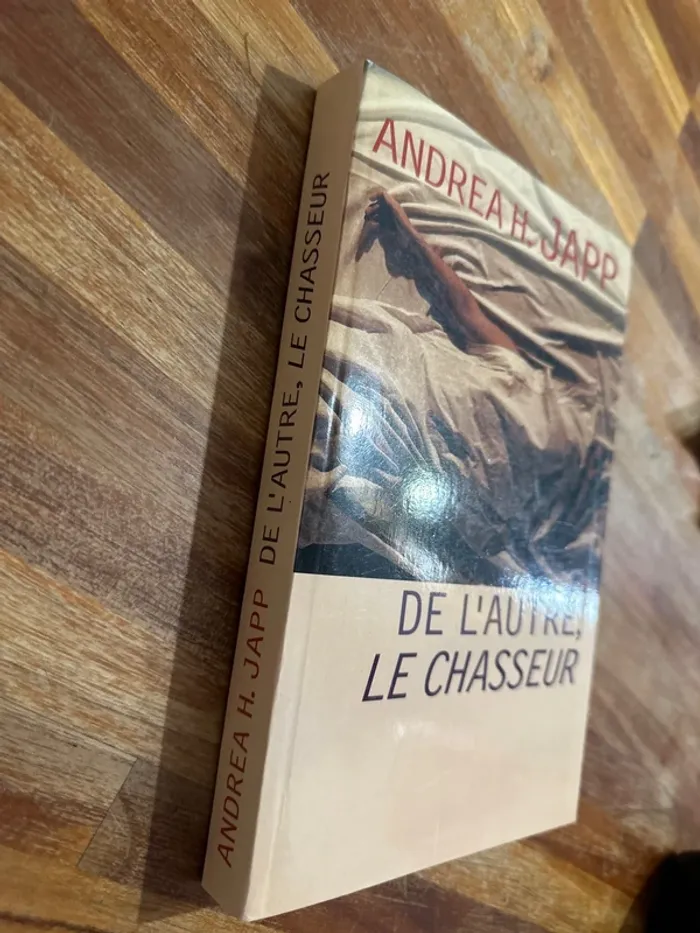 ANDREA H. JAPP
DE L'AUTRE,
LE CHASSEUR
ANDREA H. JAPP DE L'AUTRE, LE CHASSEUR